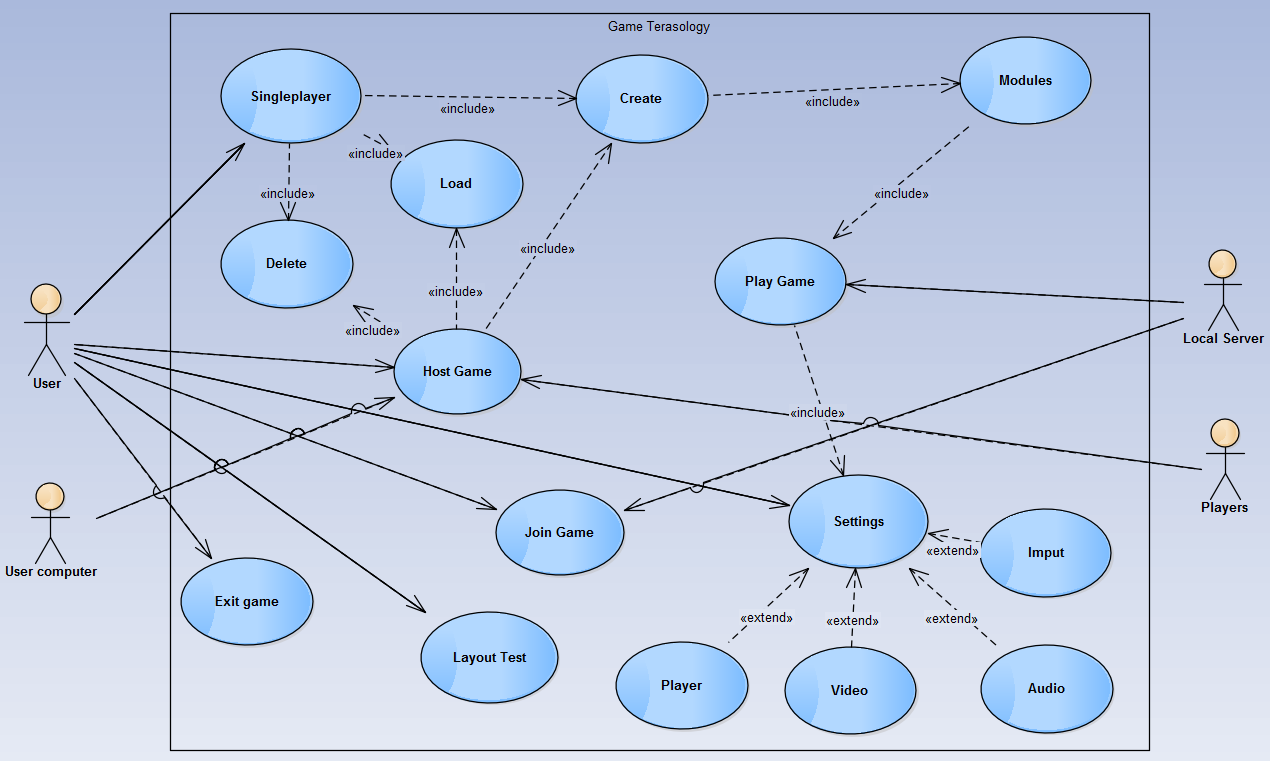 Game Terasology
Singleplayer
Create
Modules
«include»
«include»
«include»
Load
«include»
«include»
«include»
Delete
Play Game
«include»
«include»
«include»
Host Game
Local Server
User
«include»
Players
Settings
Join Game
Imput
«extend»
User computer
Exit game
«extend»
«extend»
«extend»
Layout Test
Player
Video
Audio